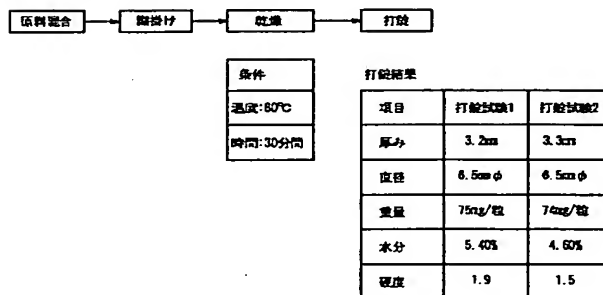 原料混合 糊掛け 乾燥 打錠
条件
温度:60℃
時間:30分間
打錠結果
項目 打錠試験1 打錠試験2
厚み 3.2mm 3.3mm
直径 6.5mmφ 6.5mmφ
重量 75mg/粒 74mg/粒
水分 5.40% 4.60%
硬度 1.9 1.5